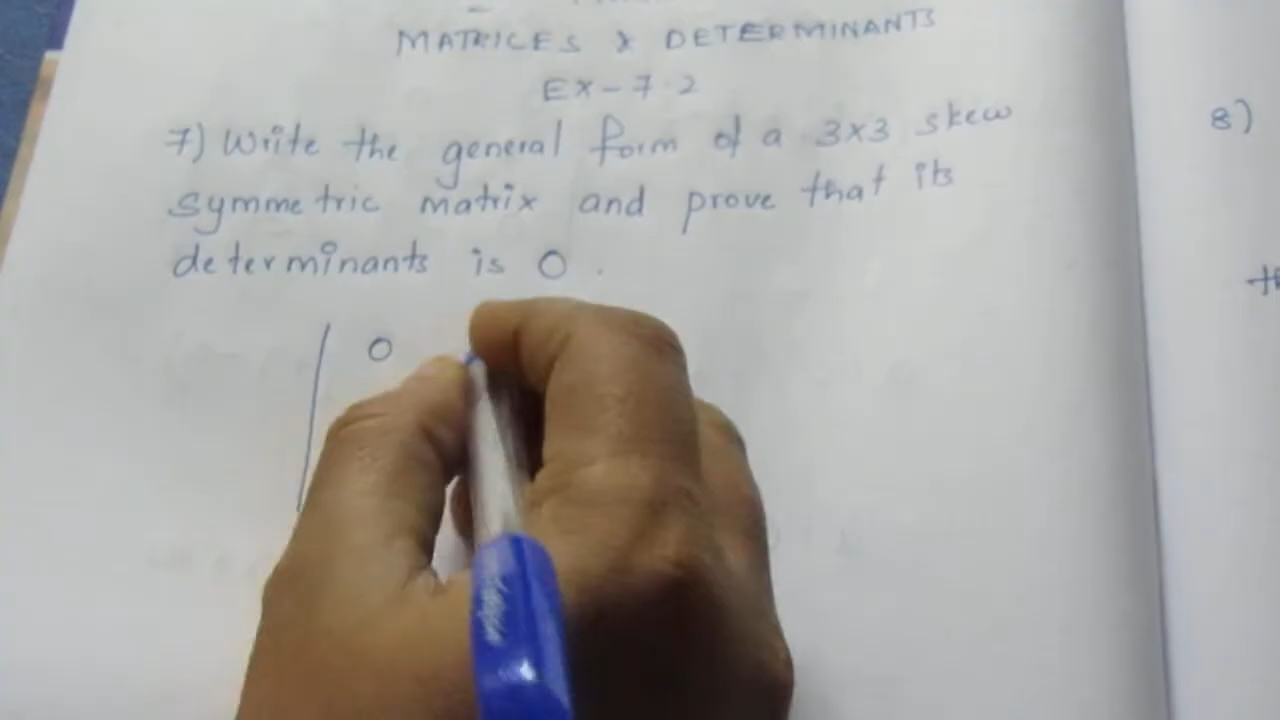 MATRICES & DETERMINANTS
EX-7.2
7) Write the general form of a 3x3 skew
symmetric matrix and prove that its
determinants is 0.
0
8)